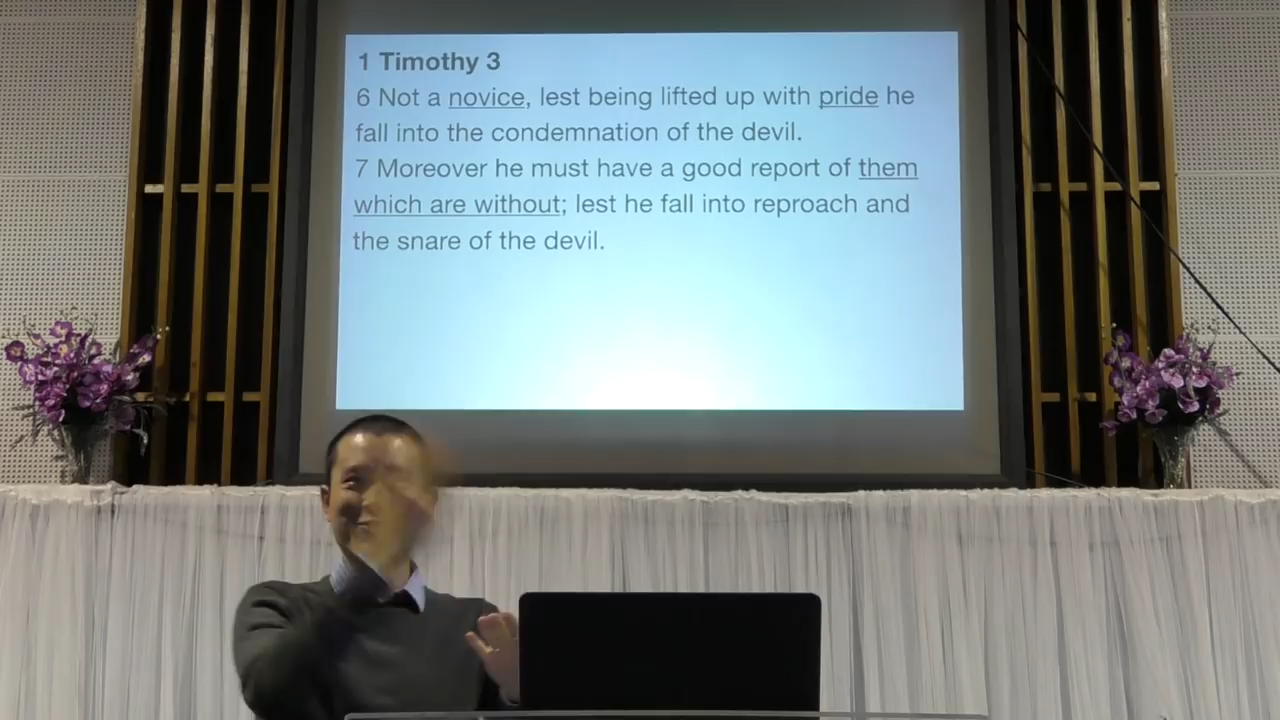 1 Timothy 3
6 Not a novice, lest being lifted up with pride he
fall into the condemnation of the devil.
7 Moreover he must have a good report of them
which are without; lest he fall into reproach and
the snare of the devil.